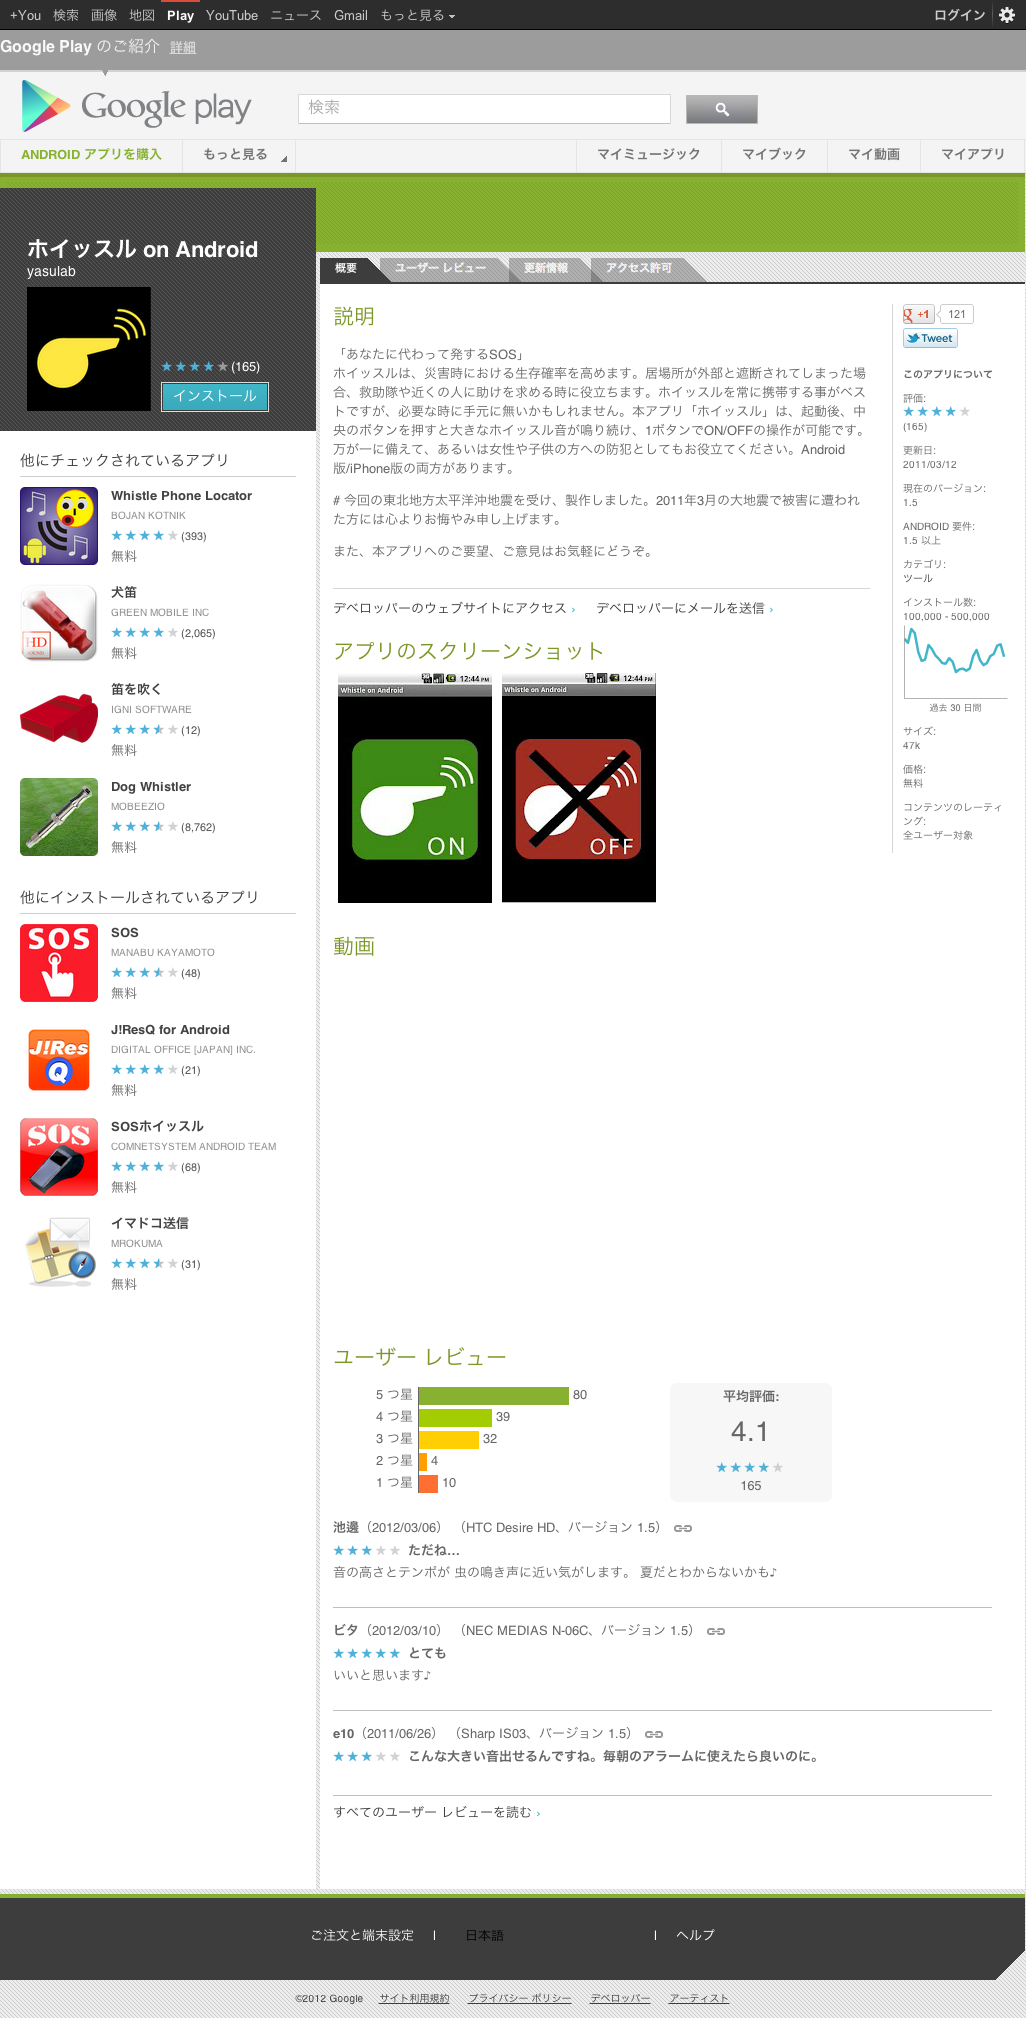 +You 検索 画像 地図 Play YouTube ニュース Gmail もっと見る ログイン
Google Play のご紹介 詳細
Google play 検索
ANDROID アプリを購入 もっと見る マイミュージック マイブック マイ動画 マイアプリ
ホイッスル on Android
yasulab
(165)
インストール
他にチェックされているアプリ
Whistle Phone Locator
BOJAN KOTNIK
(393)
無料
犬笛
GREEN MOBILE INC
(2,065)
無料
HD
笛を吹く
IGNI SOFTWARE
(12)
無料
Dog Whistler
MOBEEZIO
(8,762)
無料
他にインストールされているアプリ
SOS
SOS
MANABU KAYAMOTO
(48)
無料
J!Res
Q
J!ResQ for Android
DIGITAL OFFICE [JAPAN] INC.
(21)
無料
SOS
SOSホイッスル
COMNETSYSTEM ANDROID TEAM
(68)
無料
イマドコ送信
MROKUMA
(31)
無料
概要 ユーザー レビュー 更新情報 アクセス許可
説明
「あなたに代わって発するSOS」
ホイッスルは、災害時における生存確率を高めます。居場所が外部と遮断されてしまった場
合、救助隊や近くの人に助けを求める時に役立ちます。ホイッスルを常に携帯する事がベス
トですが、必要な時に手元に無いかもしれません。本アプリ「ホイッスル」は、起動後、中
央のボタンを押すと大きなホイッスル音が鳴り続け、1ボタンでON/OFFの操作が可能です。
万が一に備えて、あるいは女性や子供の方への防犯としてもお役立てください。Android
版/iPhone版の両方があります。
# 今回の東北地方太平洋沖地震を受け、製作しました。2011年3月の大地震で被害に遭われ
た方には心よりお悔やみ申し上げます。
また、本アプリへのご要望、ご意見はお気軽にどうぞ。
デベロッパーのウェブサイトにアクセス › デベロッパーにメールを送信 ›
アプリのスクリーンショット
12:44 PM
Whistle on Android
ON
12:44 PM
Whistle on Android
OFF
動画
ユーザー レビュー
5 つ星 80
4 つ星 39
3 つ星 32
2 つ星 4
1 つ星 10
平均評価:
4.1
165
池邊（2012/03/06） （HTC Desire HD、バージョン 1.5）
ただね…
音の高さとテンポが 虫の鳴き声に近い気がします。 夏だとわからないかも♪
ビタ（2012/03/10） （NEC MEDIAS N-06C、バージョン 1.5）
とても
いいと思います♪
e10（2011/06/26） （Sharp IS03、バージョン 1.5）
こんな大きい音出せるんですね。毎朝のアラームに使えたら良いのに。
すべてのユーザー レビューを読む ›
g +1 121
Tweet
このアプリについて
評価:
(165)
更新日:
2011/03/12
現在のバージョン:
1.5
ANDROID 要件:
1.5 以上
カテゴリ:
ツール
インストール数:
100,000 - 500,000
過去 30 日間
サイズ:
47k
価格:
無料
コンテンツのレーティ
ング:
全ユーザー対象
ご注文と端末設定 | 日本語 | ヘルプ
©2012 Google サイト利用規約 プライバシー ポリシー デベロッパー アーティスト